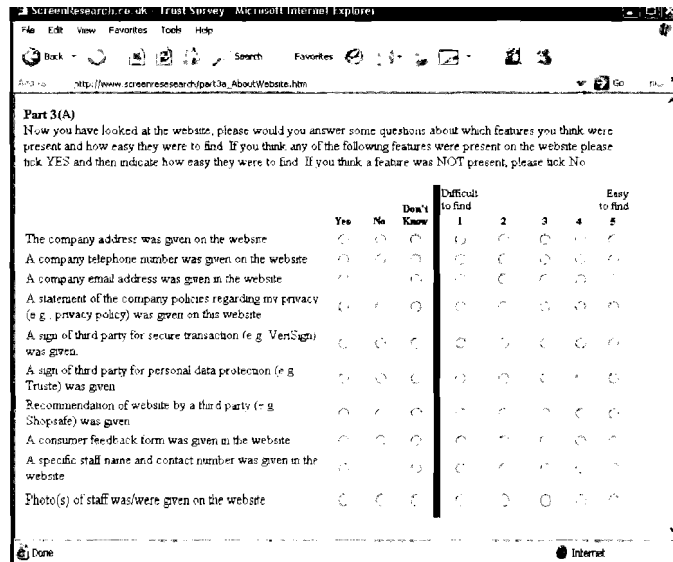 ScreenResearch.co.uk - Trust Survey - Microsoft Internet Explorer
File Edit View Favorites Tools Help
Back Search Favorites
http://www.screenresesearch/part3a_AboutWebsite.htm Go
Part 3(A)
Now you have looked at the website, please would you answer some questions about which features you think were
present and how easy they were to find. If you think any of the following features were present on the website please
tick YES and then indicate how easy they were to find. If you think a feature was NOT present, please tick No
Difficult Easy
Don't to find to find
Yes No Know 1 2 3 4 5
The company address was given on the website
A company telephone number was given on the website
A company email address was given in the website
A statement of the company policies regarding my privacy
(e.g., privacy policy) was given on this website
A sign of third party for secure transaction (e.g. VeriSign)
was given.
A sign of third party for personal data protection (e.g
Truste) was given
Recommendation of website by a third party (e.g
Shopsafe) was given
A consumer feedback form was given in the website
A specific staff name and contact number was given in the
website
Photo(s) of staff was/were given on the website
Done Internet